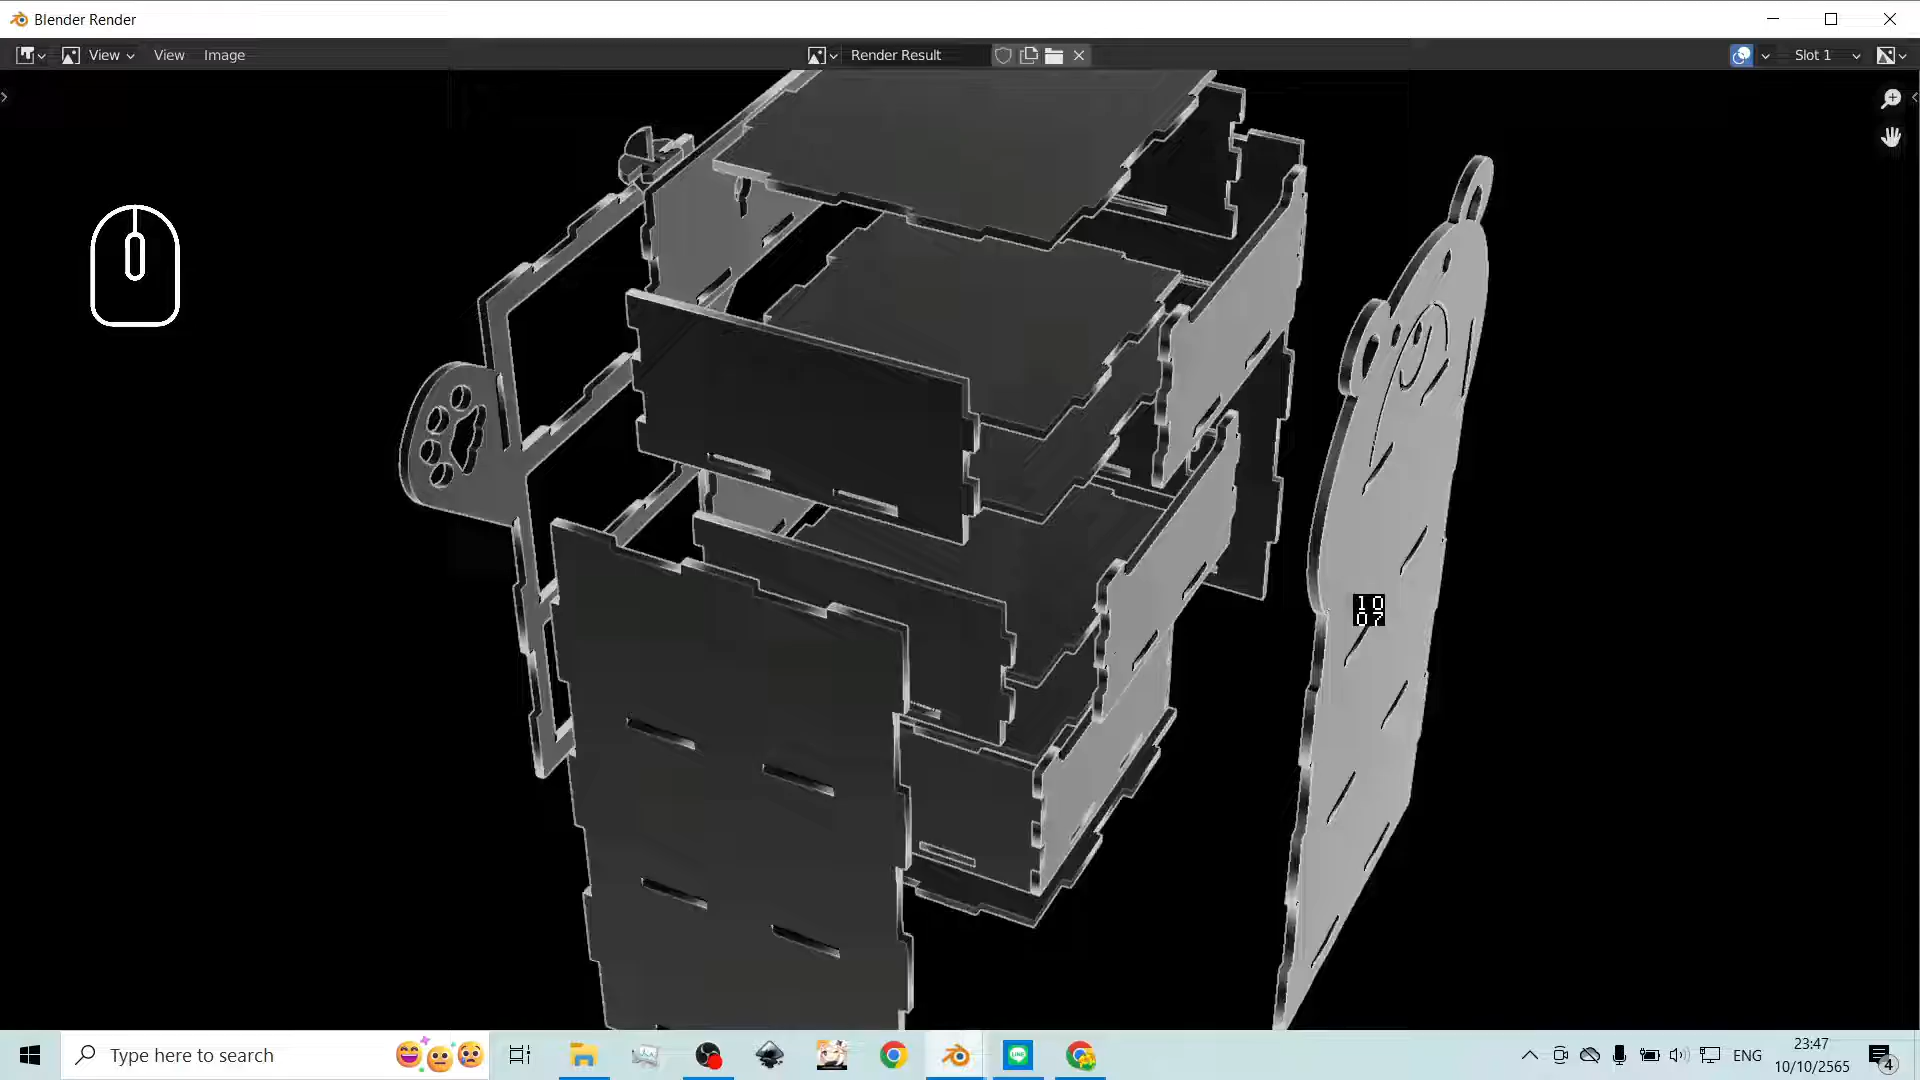 Blender Render
View
View
Image
Render Result
Slot 1
10
07
Type here to search
ENG
23:47
10/10/2565
4